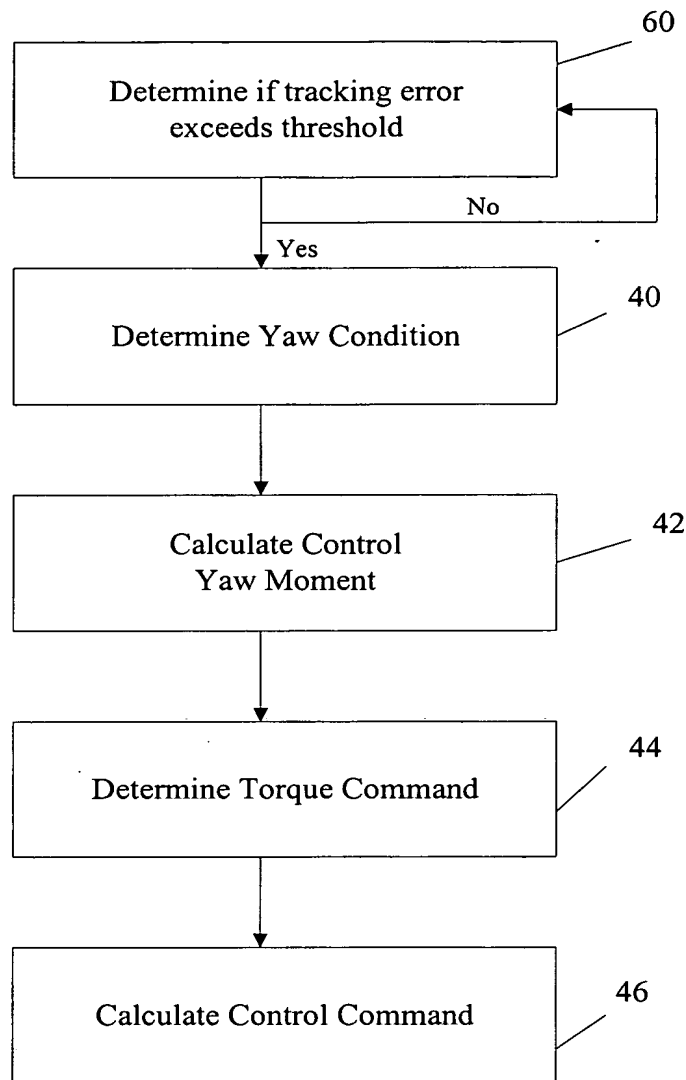 60
Determine if tracking error
exceeds threshold
No
Yes
40
Determine Yaw Condition
42
Calculate Control
Yaw Moment
44
Determine Torque Command
46
Calculate Control Command